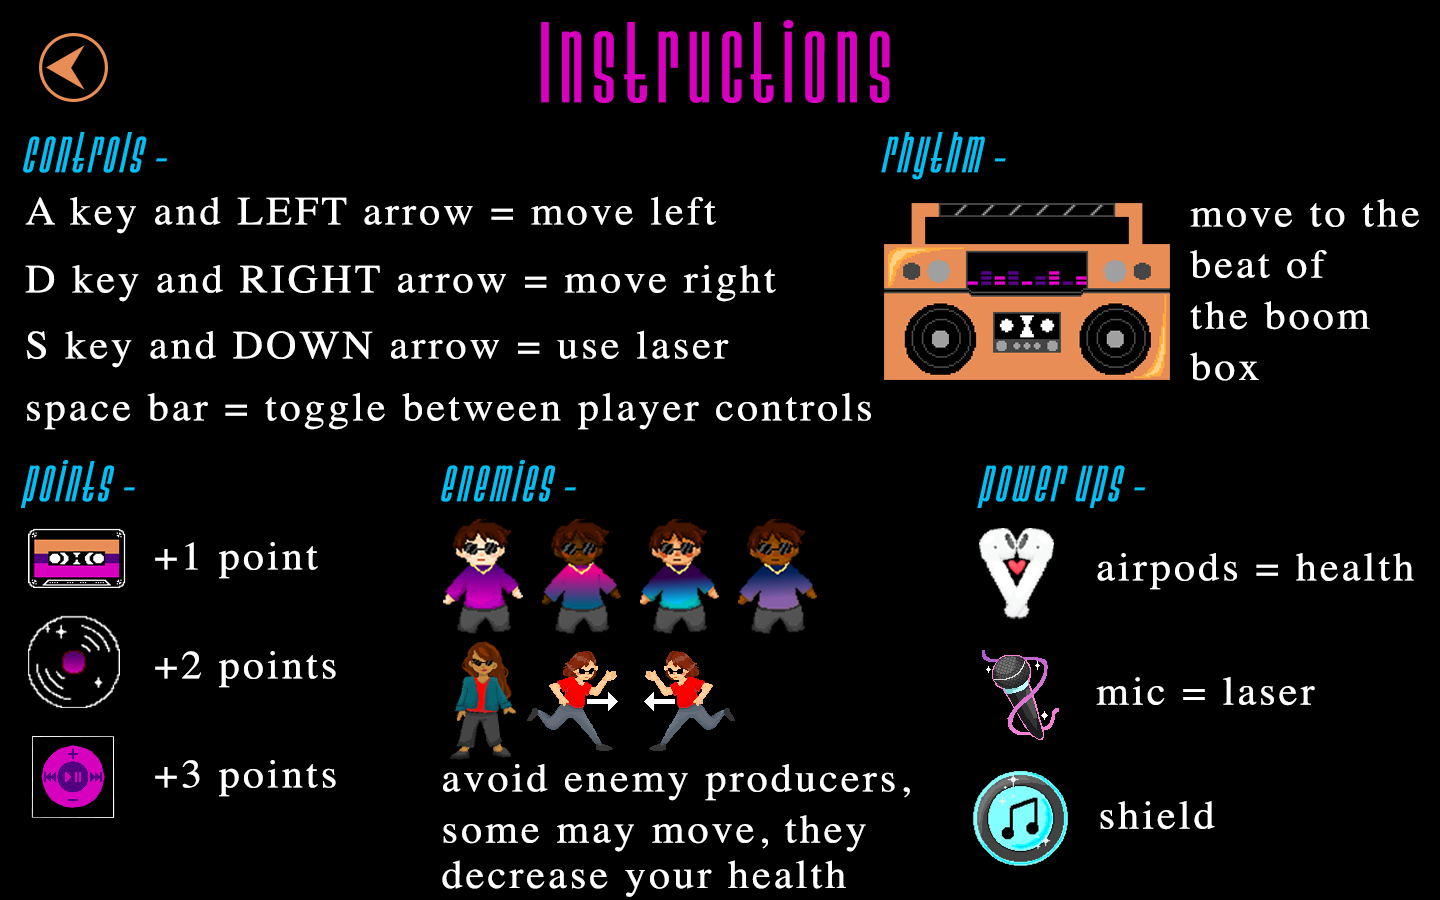 Instructions
controls -
A key and LEFT arrow = move left
D key and RIGHT arrow = move right
S key and DOWN arrow = use laser
space bar = toggle between player controls
rhythm -
move to the
beat of
the boom
box
points -
+1 point
+2 points
+3 points
enemies -
avoid enemy producers,
some may move, they
decrease your health
power ups -
airpods = health
mic = laser
shield